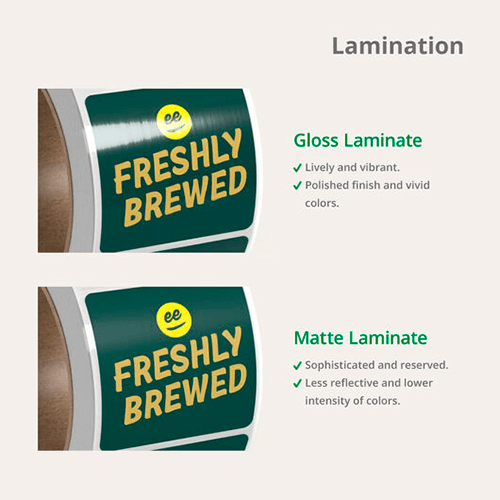 Lamination
ee
FRESHLY
BREWED
Gloss Laminate
Lively and vibrant.
Polished finish and vivid
colors.
ee
FRESHLY
BREWED
Matte Laminate
Sophisticated and reserved.
Less reflective and lower
intensity of colors.